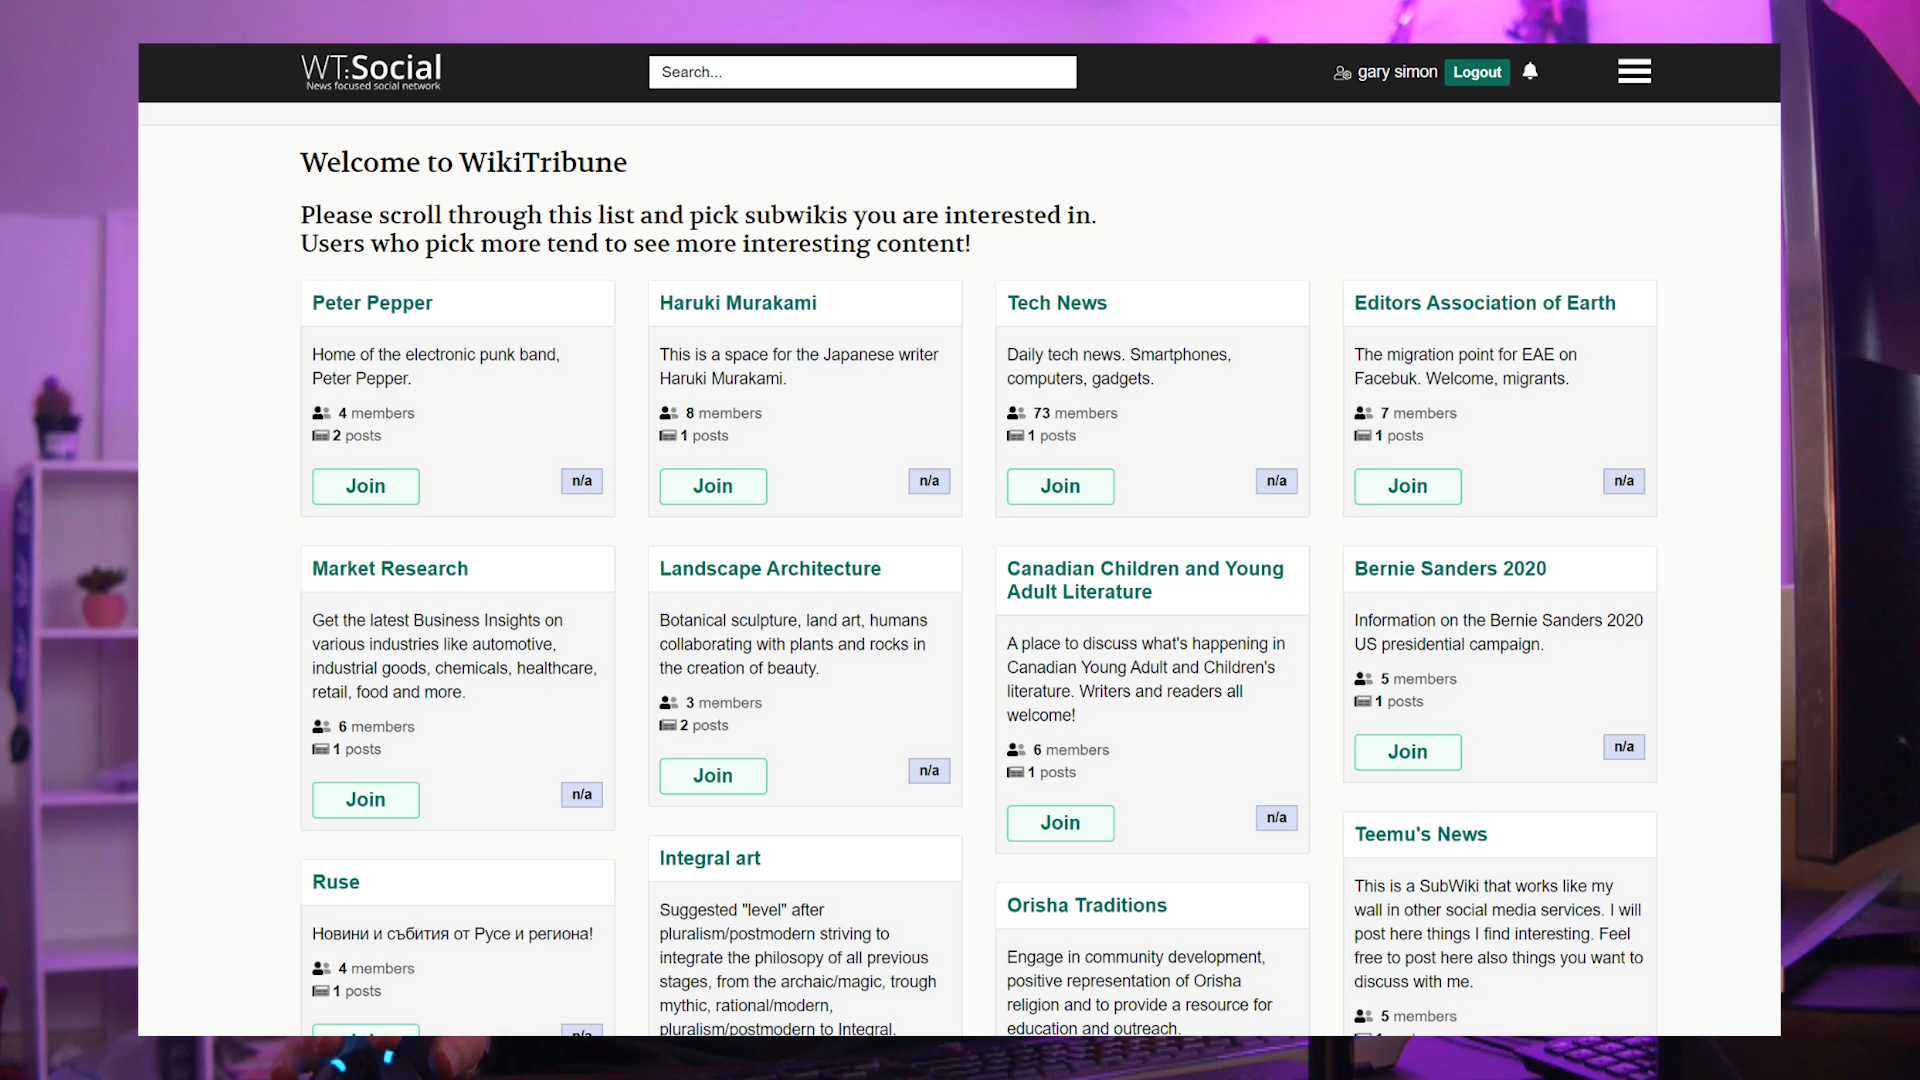 WT:Social
News focused social network
Search...
gary simon
Logout
Welcome to WikiTribune
Please scroll through this list and pick subwikis you are interested in.
Users who pick more tend to see more interesting content!
Peter Pepper
Home of the electronic punk band,
Peter Pepper.
4 members
2 posts
Join
n/a
Haruki Murakami
This is a space for the Japanese writer
Haruki Murakami.
8 members
1 posts
Join
n/a
Tech News
Daily tech news. Smartphones,
computers, gadgets.
73 members
1 posts
Join
n/a
Editors Association of Earth
The migration point for EAE on
Facebuk. Welcome, migrants.
7 members
1 posts
Join
n/a
Market Research
Get the latest Business Insights on
various industries like automotive,
industrial goods, chemicals, healthcare,
retail, food and more.
6 members
1 posts
Join
n/a
Landscape Architecture
Botanical sculpture, land art, humans
collaborating with plants and rocks in
the creation of beauty.
3 members
2 posts
Join
n/a
Canadian Children and Young
Adult Literature
A place to discuss what's happening in
Canadian Young Adult and Children's
literature. Writers and readers all
welcome!
6 members
1 posts
Join
n/a
Bernie Sanders 2020
Information on the Bernie Sanders 2020
US presidential campaign.
5 members
1 posts
Join
n/a
Ruse
Новини и събития от Русе и региона!
4 members
1 posts
Integral art
Suggested "level" after
pluralism/postmodern striving to
integrate the philosopy of all previous
stages, from the archaic/magic, trough
mythic, rational/modern,
pluralism/postmodern to Integral.
Orisha Traditions
Engage in community development,
positive representation of Orisha
religion and to provide a resource for
education and outreach.
Teemu's News
This is a SubWiki that works like my
wall in other social media services. I will
post here things I find interesting. Feel
free to post here also things you want to
discuss with me.
5 members